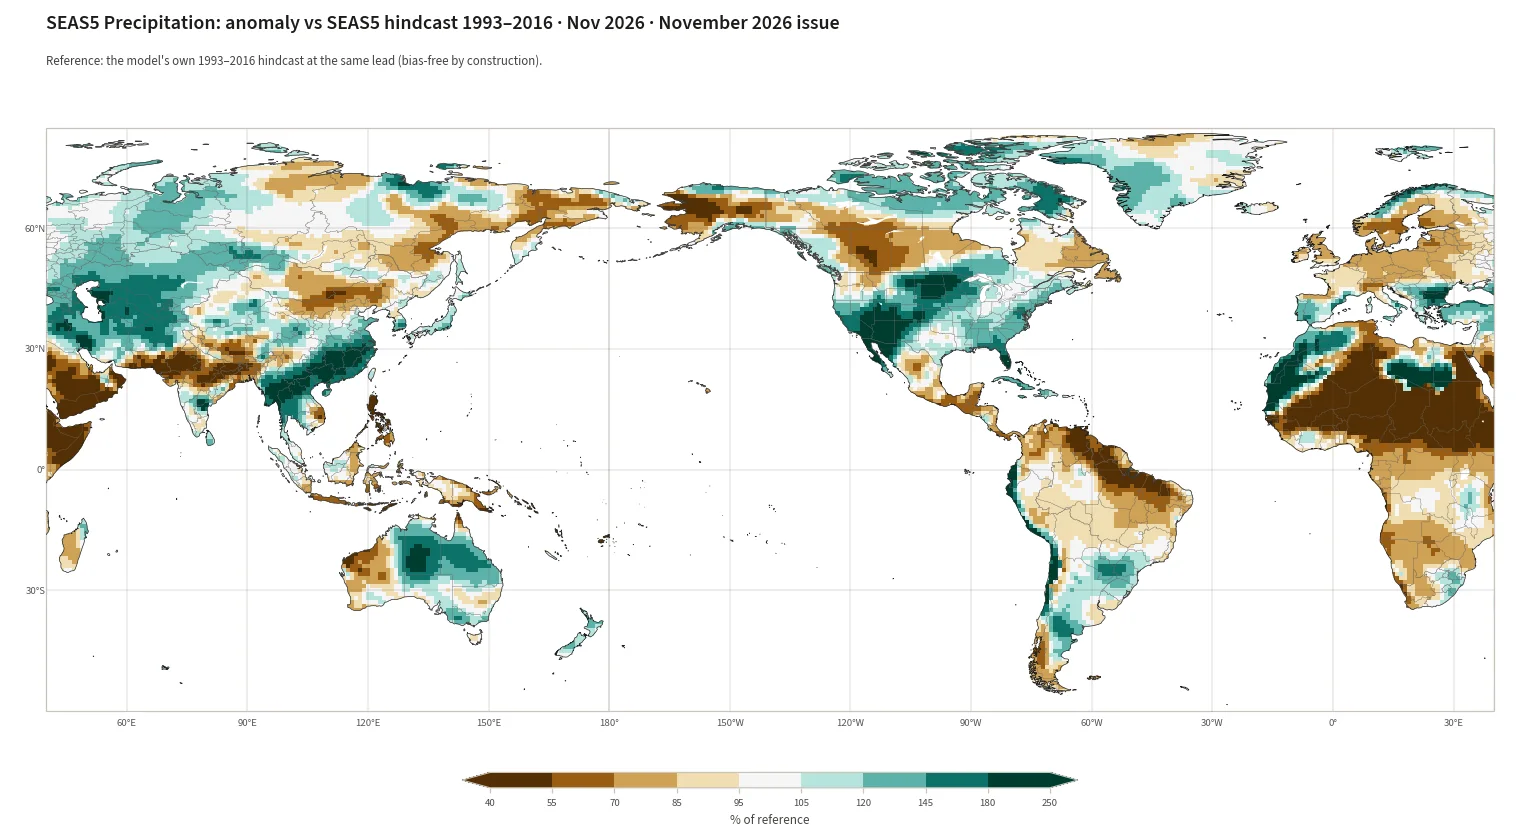 SEAS5 Precipitation: anomaly vs SEAS5 hindcast 1993–2016 · Nov 2026 · November 2026 issue
Reference: the model's own 1993–2016 hindcast at the same lead (bias-free by construction).
60°N
30°N
0°
30°S
60°E 90°E 120°E 150°E 180° 150°W 120°W 90°W 60°W 30°W 0° 30°E
40 55 70 85 95 105 120 145 180 250
% of reference